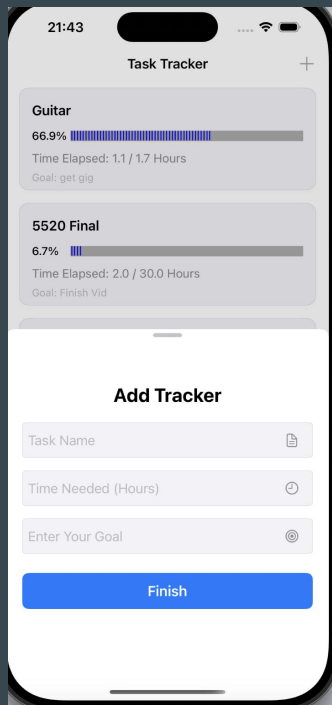 21:43
Task Tracker
Guitar
66.9%
Time Elapsed: 1.1 / 1.7 Hours
Goal: get gig
5520 Final
6.7%
Time Elapsed: 2.0 / 30.0 Hours
Goal: Finish Vid
Add Tracker
Task Name
Time Needed (Hours)
Enter Your Goal
Finish